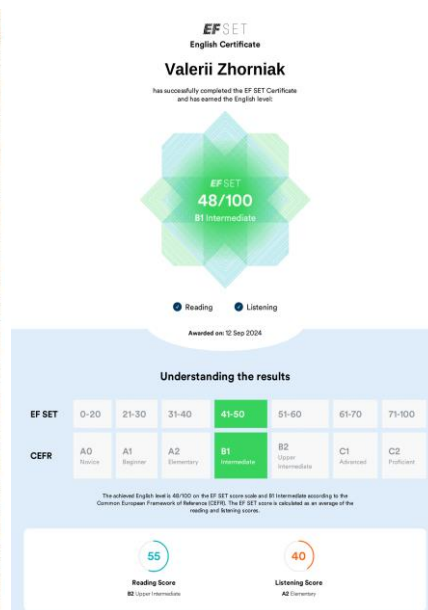 EF SET
English Certificate
Valerii Zhorniak
has successfully completed the EF SET Certificate
and has earned the English level:
EF SET
48/100
B1 Intermediate
Reading Listening
Awarded on: 12 Sep 2024
Understanding the results
EF SET 0-20 21-30 31-40 41-50 51-60 61-70 71-100
CEFR A0 A1 A2 B1 B2 C1 C2
Novice Beginner Elementary Intermediate Upper Intermediate Advanced Proficient
The achieved English level is 48/100 on the EF SET score scale and B1 Intermediate according to the
Common European Framework of Reference (CEFR). The EF SET score is calculated as an average of the
reading and listening scores.
55 40
Reading Score Listening Score
B2 Upper Intermediate A2 Elementary